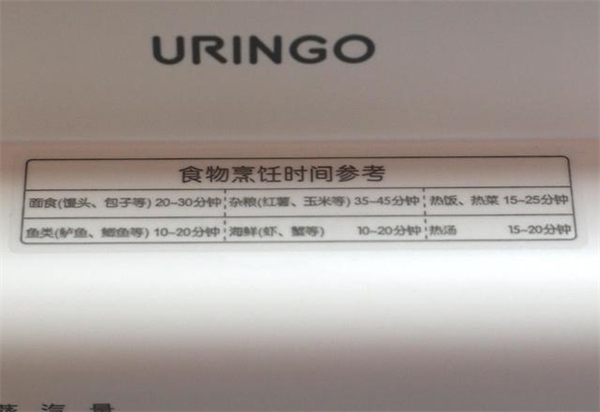 URINGO
食物烹饪时间参考
面食(馒头、包子等) 20~30分钟 杂粮(红薯、玉米等) 35~45分钟 热饭、热菜 15~25分钟
鱼类(鲈鱼、鲫鱼等) 10~20分钟 海鲜(虾、蟹等) 10~20分钟 热汤 15~20分钟
蒸汽量